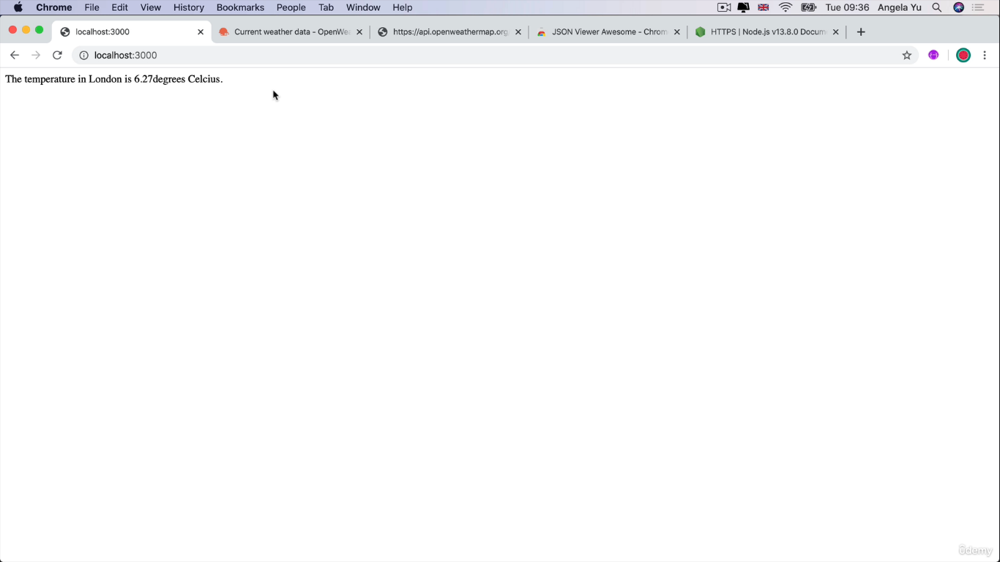 Chrome File Edit View History Bookmarks People Tab Window Help Tue 09:36 Angela Yu
localhost:3000 Current weather data - OpenWea https://api.openweathermap.org JSON Viewer Awesome - Chrom HTTPS | Node.js v13.8.0 Docum
localhost:3000
The temperature in London is 6.27degrees Celcius.
ûdemy